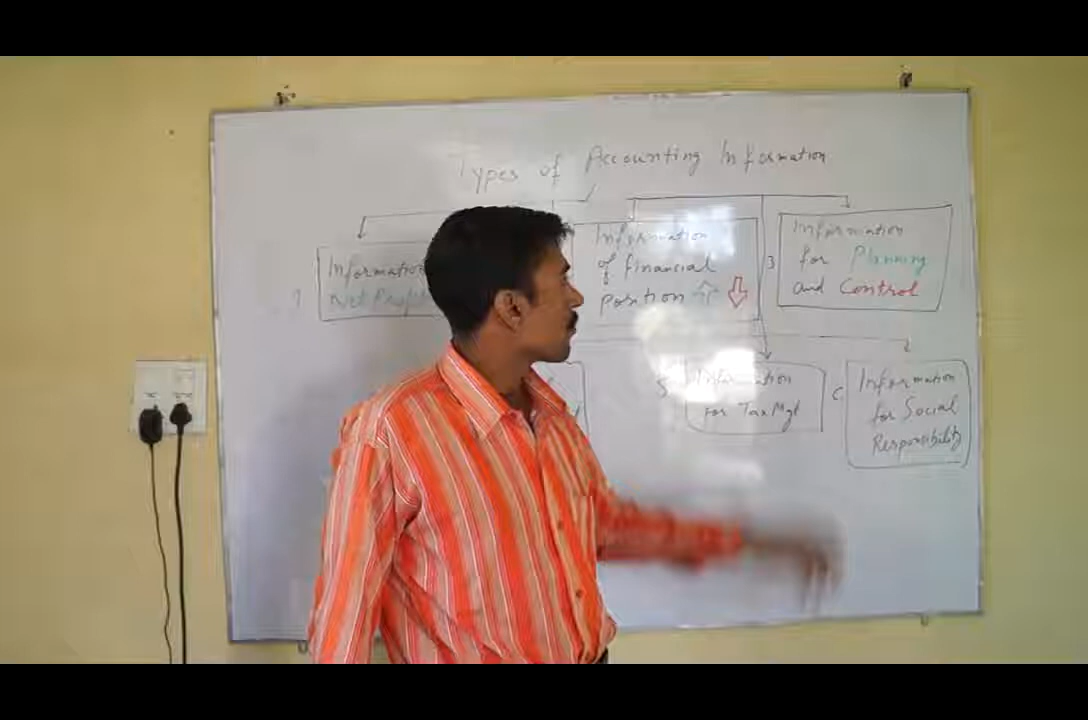 Types of Accounting Information
1
Information
Net Profit
Information
of financial
position
3
Information
for Planning
and Control
5
Information
for Tax Mgt
Information
for Social
Responsibility